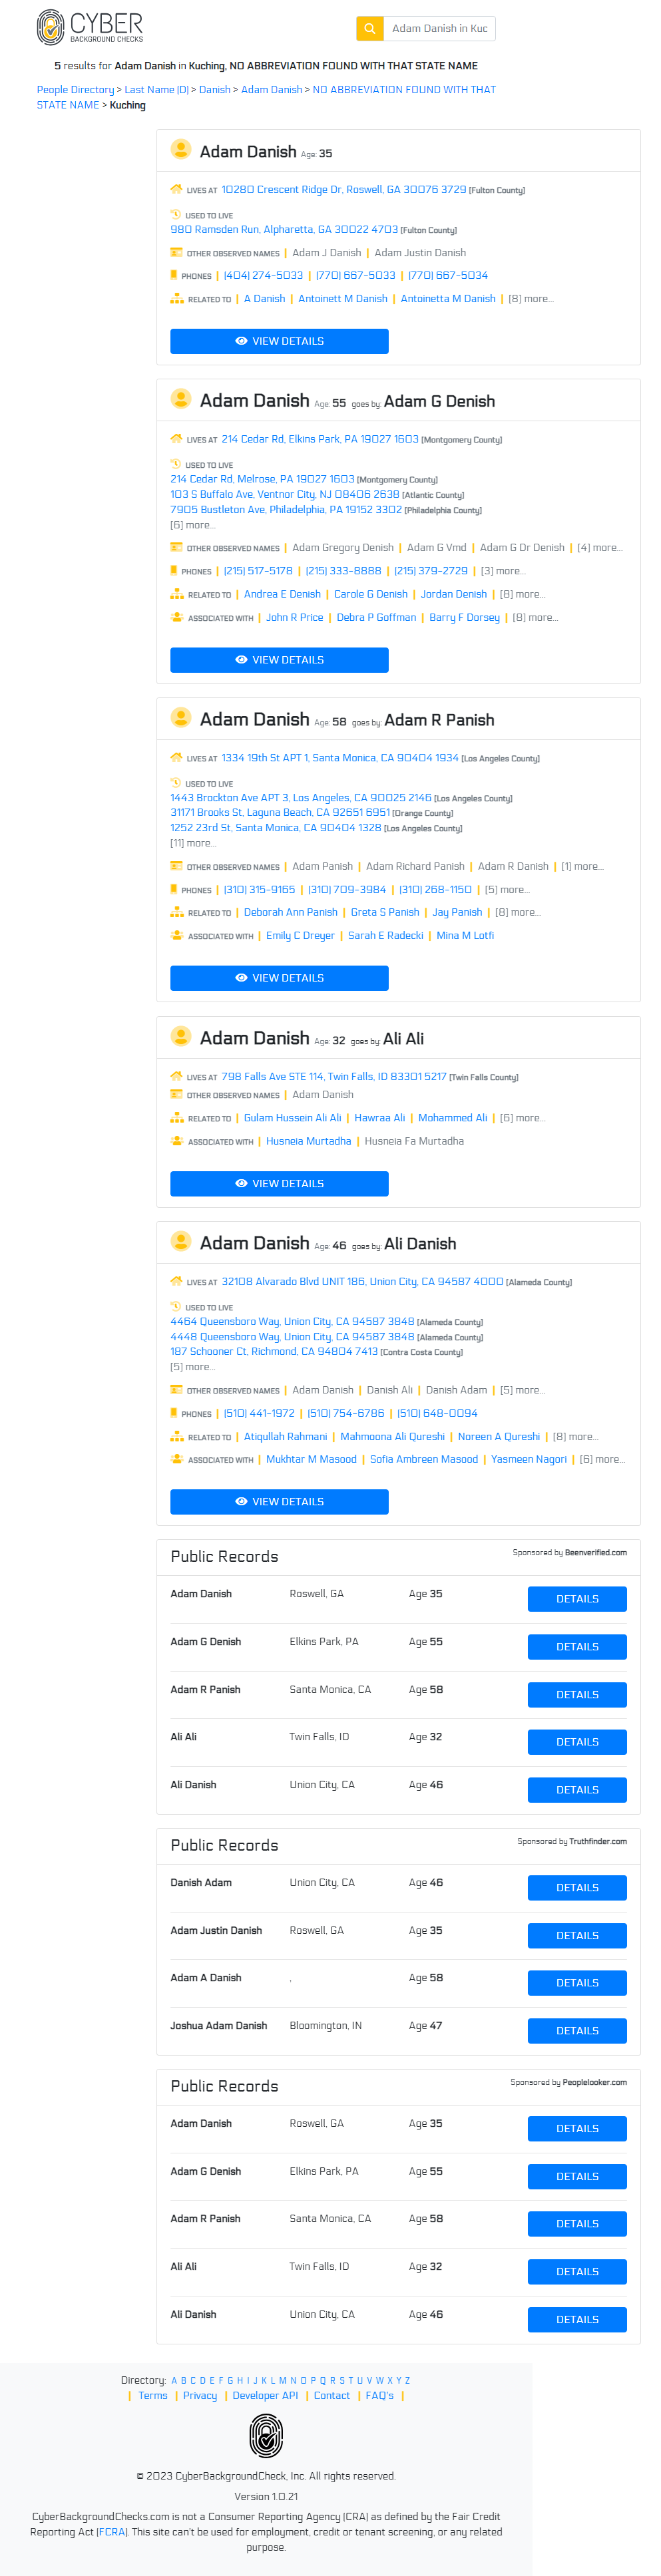 CYBER
BACKGROUND CHECKS
Adam Danish in Kuc
5 results for Adam Danish in Kuching, NO ABBREVIATION FOUND WITH THAT STATE NAME
People Directory > Last Name (D) > Danish > Adam Danish > NO ABBREVIATION FOUND WITH THAT
STATE NAME > Kuching
Adam Danish Age: 35
LIVES AT 10280 Crescent Ridge Dr, Roswell, GA 30076 3729 (Fulton County)
USED TO LIVE
980 Ramsden Run, Alpharetta, GA 30022 4703 (Fulton County)
OTHER OBSERVED NAMES | Adam J Danish | Adam Justin Danish
PHONES | (404) 274-5033 | (770) 667-5033 | (770) 667-5034
RELATED TO | A Danish | Antoinett M Danish | Antoinetta M Danish | [8] more...
VIEW DETAILS
Adam Danish Age: 55 goes by: Adam G Denish
LIVES AT 214 Cedar Rd, Elkins Park, PA 19027 1603 (Montgomery County)
USED TO LIVE
214 Cedar Rd, Melrose, PA 19027 1603 (Montgomery County)
103 S Buffalo Ave, Ventnor City, NJ 08406 2638 (Atlantic County)
7905 Bustleton Ave, Philadelphia, PA 19152 3302 (Philadelphia County)
[6] more...
OTHER OBSERVED NAMES | Adam Gregory Denish | Adam G Vmd | Adam G Dr Denish | [4] more...
PHONES | (215) 517-5178 | (215) 333-8888 | (215) 379-2729 | [3] more...
RELATED TO | Andrea E Denish | Carole G Denish | Jordan Denish | [8] more...
ASSOCIATED WITH | John R Price | Debra P Goffman | Barry F Dorsey | [8] more...
VIEW DETAILS
Adam Danish Age: 58 goes by: Adam R Panish
LIVES AT 1334 19th St APT 1, Santa Monica, CA 90404 1934 (Los Angeles County)
USED TO LIVE
1443 Brockton Ave APT 3, Los Angeles, CA 90025 2146 (Los Angeles County)
31171 Brooks St, Laguna Beach, CA 92651 6951 (Orange County)
1252 23rd St, Santa Monica, CA 90404 1328 (Los Angeles County)
[11] more...
OTHER OBSERVED NAMES | Adam Panish | Adam Richard Panish | Adam R Danish | [1] more...
PHONES | (310) 315-9165 | (310) 709-3984 | (310) 268-1150 | [5] more...
RELATED TO | Deborah Ann Panish | Greta S Panish | Jay Panish | [8] more...
ASSOCIATED WITH | Emily C Dreyer | Sarah E Radecki | Mina M Lotfi
VIEW DETAILS
Adam Danish Age: 32 goes by: Ali Ali
LIVES AT 798 Falls Ave STE 114, Twin Falls, ID 83301 5217 (Twin Falls County)
OTHER OBSERVED NAMES | Adam Danish
RELATED TO | Gulam Hussein Ali Ali | Hawraa Ali | Mohammed Ali | [6] more...
ASSOCIATED WITH | Husneia Murtadha | Husneia Fa Murtadha
VIEW DETAILS
Adam Danish Age: 46 goes by: Ali Danish
LIVES AT 32108 Alvarado Blvd UNIT 186, Union City, CA 94587 4000 (Alameda County)
USED TO LIVE
4464 Queensboro Way, Union City, CA 94587 3848 (Alameda County)
4448 Queensboro Way, Union City, CA 94587 3848 (Alameda County)
187 Schooner Ct, Richmond, CA 94804 7413 (Contra Costa County)
[5] more...
OTHER OBSERVED NAMES | Adam Danish | Danish Ali | Danish Adam | [5] more...
PHONES | (510) 441-1972 | (510) 754-6786 | (510) 648-0094
RELATED TO | Atiqullah Rahmani | Mahmoona Ali Qureshi | Noreen A Qureshi | [8] more...
ASSOCIATED WITH | Mukhtar M Masood | Sofia Ambreen Masood | Yasmeen Nagori | [6] more...
VIEW DETAILS
Public Records Sponsored by Beenverified.com
Adam Danish Roswell, GA Age 35 DETAILS
Adam G Denish Elkins Park, PA Age 55 DETAILS
Adam R Panish Santa Monica, CA Age 58 DETAILS
Ali Ali Twin Falls, ID Age 32 DETAILS
Ali Danish Union City, CA Age 46 DETAILS
Public Records Sponsored by Truthfinder.com
Danish Adam Union City, CA Age 46 DETAILS
Adam Justin Danish Roswell, GA Age 35 DETAILS
Adam A Danish , Age 58 DETAILS
Joshua Adam Danish Bloomington, IN Age 47 DETAILS
Public Records Sponsored by Peoplelooker.com
Adam Danish Roswell, GA Age 35 DETAILS
Adam G Denish Elkins Park, PA Age 55 DETAILS
Adam R Panish Santa Monica, CA Age 58 DETAILS
Ali Ali Twin Falls, ID Age 32 DETAILS
Ali Danish Union City, CA Age 46 DETAILS
Directory: A B C D E F G H I J K L M N O P Q R S T U V W X Y Z
| Terms | Privacy | Developer API | Contact | FAQ's |
© 2023 CyberBackgroundCheck, Inc. All rights reserved.
Version 1.0.21
CyberBackgroundChecks.com is not a Consumer Reporting Agency (CRA) as defined by the Fair Credit
Reporting Act (FCRA). This site can't be used for employment, credit or tenant screening, or any related
purpose.